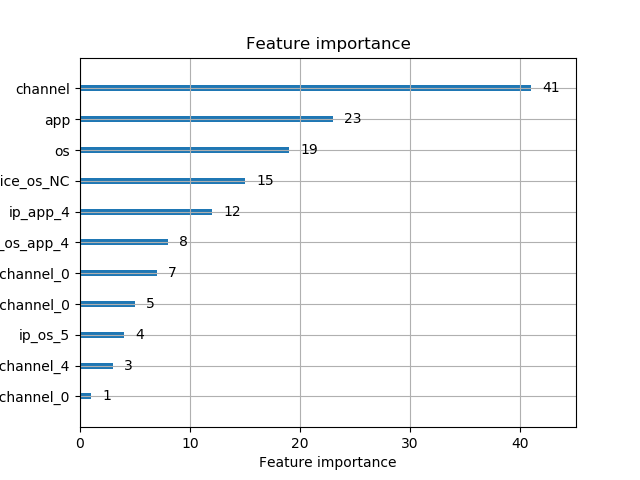 Feature importance
channel 41
app 23
os 19
ice_os_NC 15
ip_app_4 12
_os_app_4 8
channel_0 7
channel_0 5
ip_os_5 4
channel_4 3
channel_0 1
0 10 20 30 40
Feature importance